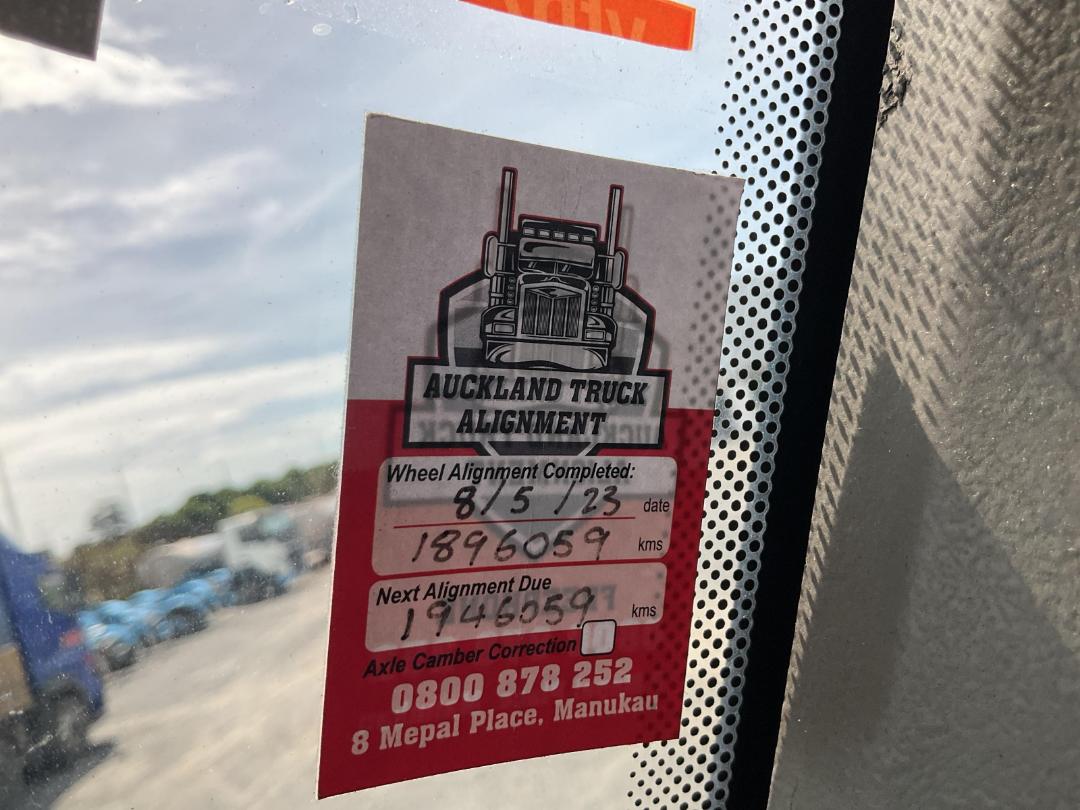 AUCKLAND TRUCK
ALIGNMENT
Wheel Alignment Completed:
8/5/23 date
1896059 kms
Next Alignment Due
1946059 kms
Axle Camber Correction
0800 878 252
8 Mepal Place, Manukau